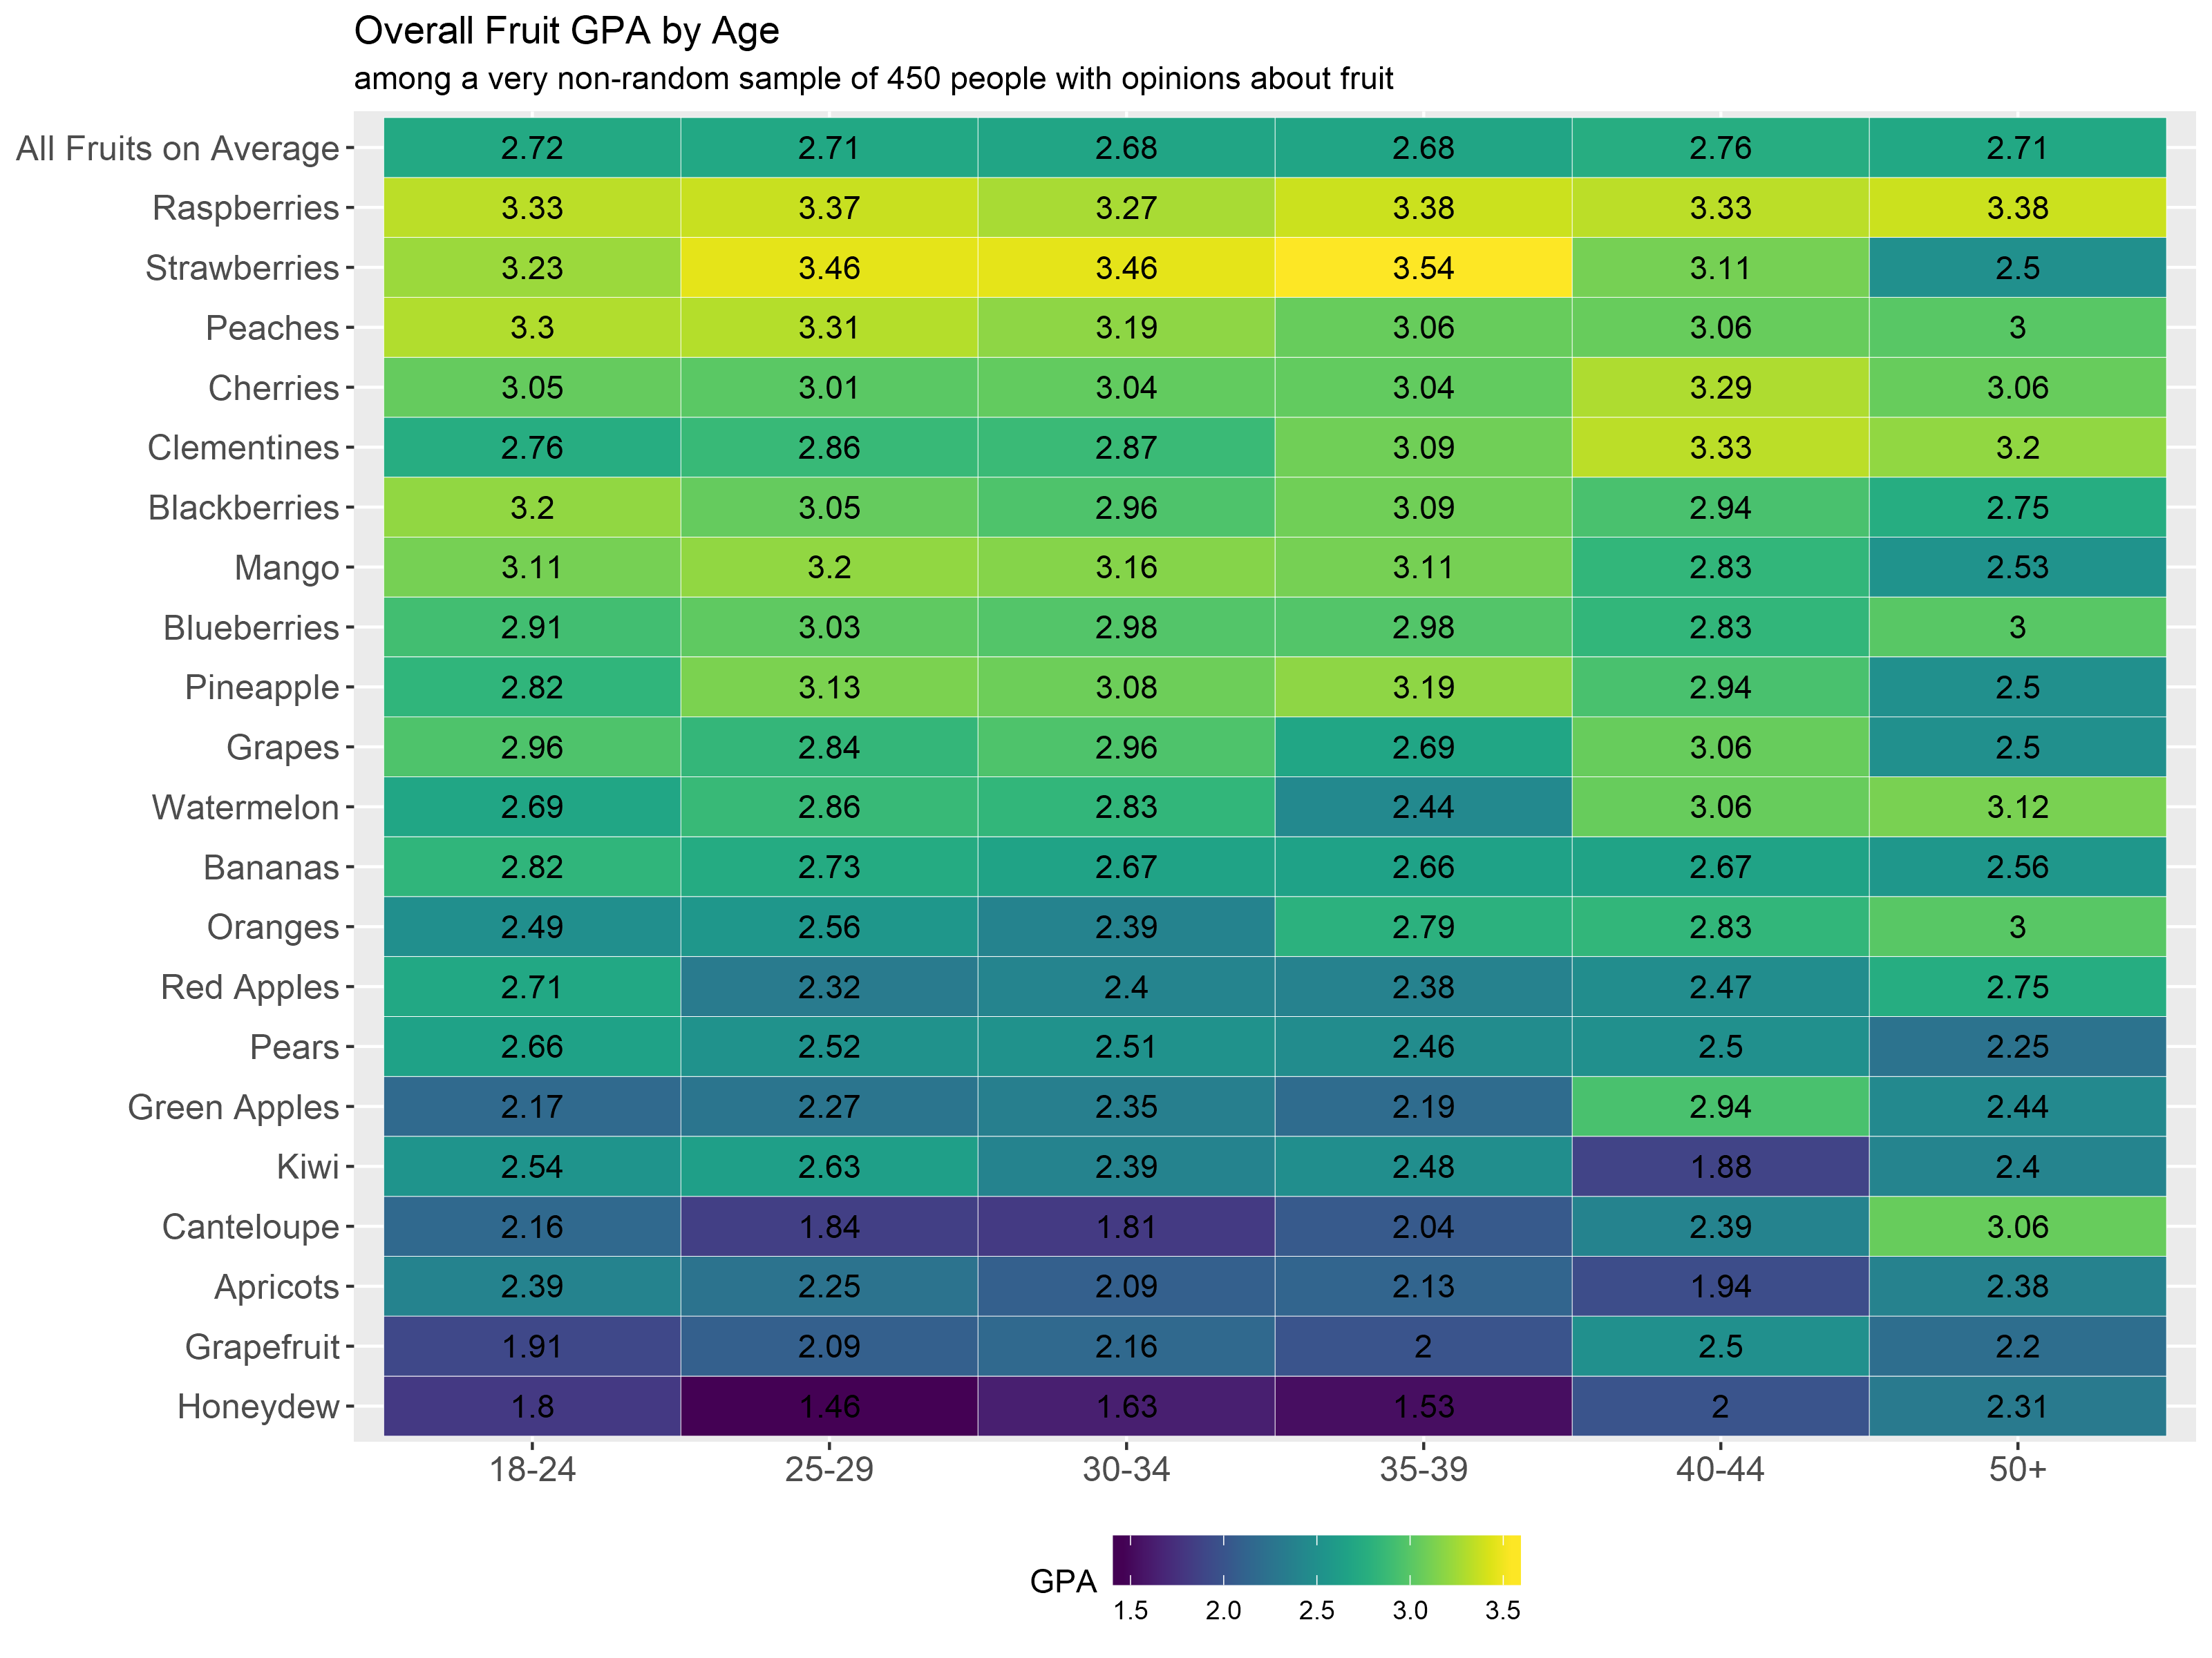 Overall Fruit GPA by Age
among a very non-random sample of 450 people with opinions about fruit
All Fruits on Average 2.72 2.71 2.68 2.68 2.76 2.71
Raspberries 3.33 3.37 3.27 3.38 3.33 3.38
Strawberries 3.23 3.46 3.46 3.54 3.11 2.5
Peaches 3.3 3.31 3.19 3.06 3.06 3
Cherries 3.05 3.01 3.04 3.04 3.29 3.06
Clementines 2.76 2.86 2.87 3.09 3.33 3.2
Blackberries 3.2 3.05 2.96 3.09 2.94 2.75
Mango 3.11 3.2 3.16 3.11 2.83 2.53
Blueberries 2.91 3.03 2.98 2.98 2.83 3
Pineapple 2.82 3.13 3.08 3.19 2.94 2.5
Grapes 2.96 2.84 2.96 2.69 3.06 2.5
Watermelon 2.69 2.86 2.83 2.44 3.06 3.12
Bananas 2.82 2.73 2.67 2.66 2.67 2.56
Oranges 2.49 2.56 2.39 2.79 2.83 3
Red Apples 2.71 2.32 2.4 2.38 2.47 2.75
Pears 2.66 2.52 2.51 2.46 2.5 2.25
Green Apples 2.17 2.27 2.35 2.19 2.94 2.44
Kiwi 2.54 2.63 2.39 2.48 1.88 2.4
Canteloupe 2.16 1.84 1.81 2.04 2.39 3.06
Apricots 2.39 2.25 2.09 2.13 1.94 2.38
Grapefruit 1.91 2.09 2.16 2 2.5 2.2
Honeydew 1.8 1.46 1.63 1.53 2 2.31
18-24 25-29 30-34 35-39 40-44 50+
GPA
1.5 2.0 2.5 3.0 3.5